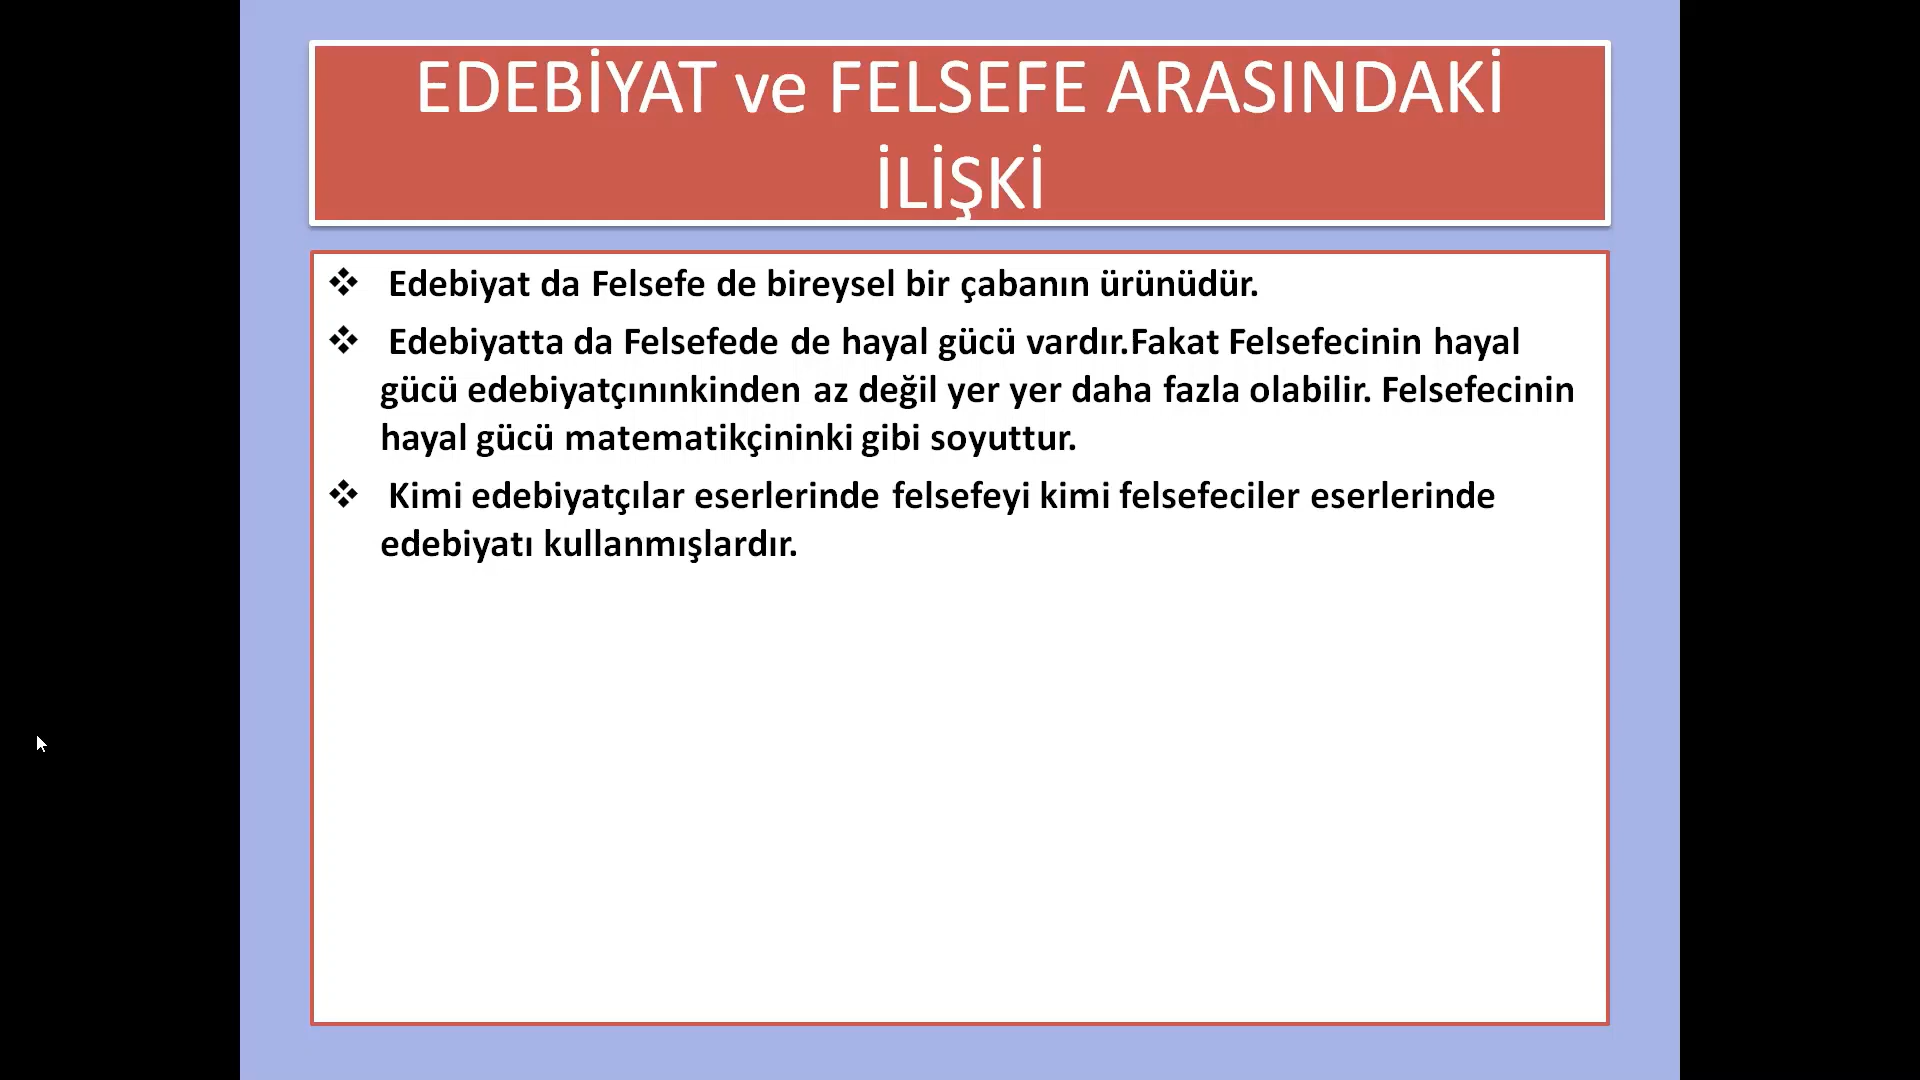 EDEBİYAT ve FELSEFE ARASINDAKİ
İLİŞKİ
❖ Edebiyat da Felsefe de bireysel bir çabanın ürünüdür.
❖ Edebiyatta da Felsefede de hayal gücü vardır.Fakat Felsefecinin hayal
gücü edebiyatçınınkinden az değil yer yer daha fazla olabilir. Felsefecinin
hayal gücü matematikçininki gibi soyuttur.
❖ Kimi edebiyatçılar eserlerinde felsefeyi kimi felsefeciler eserlerinde
edebiyatı kullanmışlardır.